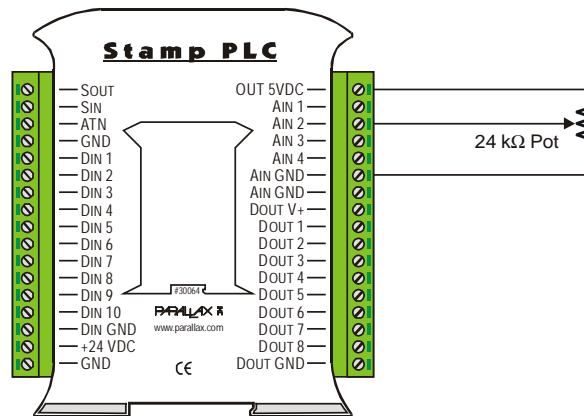 Stamp PLC
SOUT
SIN
ATN
GND
DIN 1
DIN 2
DIN 3
DIN 4
DIN 5
DIN 6
DIN 7
DIN 8
DIN 9
DIN 10
DIN GND
+24 VDC
GND
OUT 5VDC
AIN 1
AIN 2
AIN 3
AIN 4
AIN GND
AIN GND
DOUT V+
DOUT 1
DOUT 2
DOUT 3
DOUT 4
DOUT 5
DOUT 6
DOUT 7
DOUT 8
DOUT GND
24 kΩ Pot
#30064
PARALLAX
www.parallax.com
CE